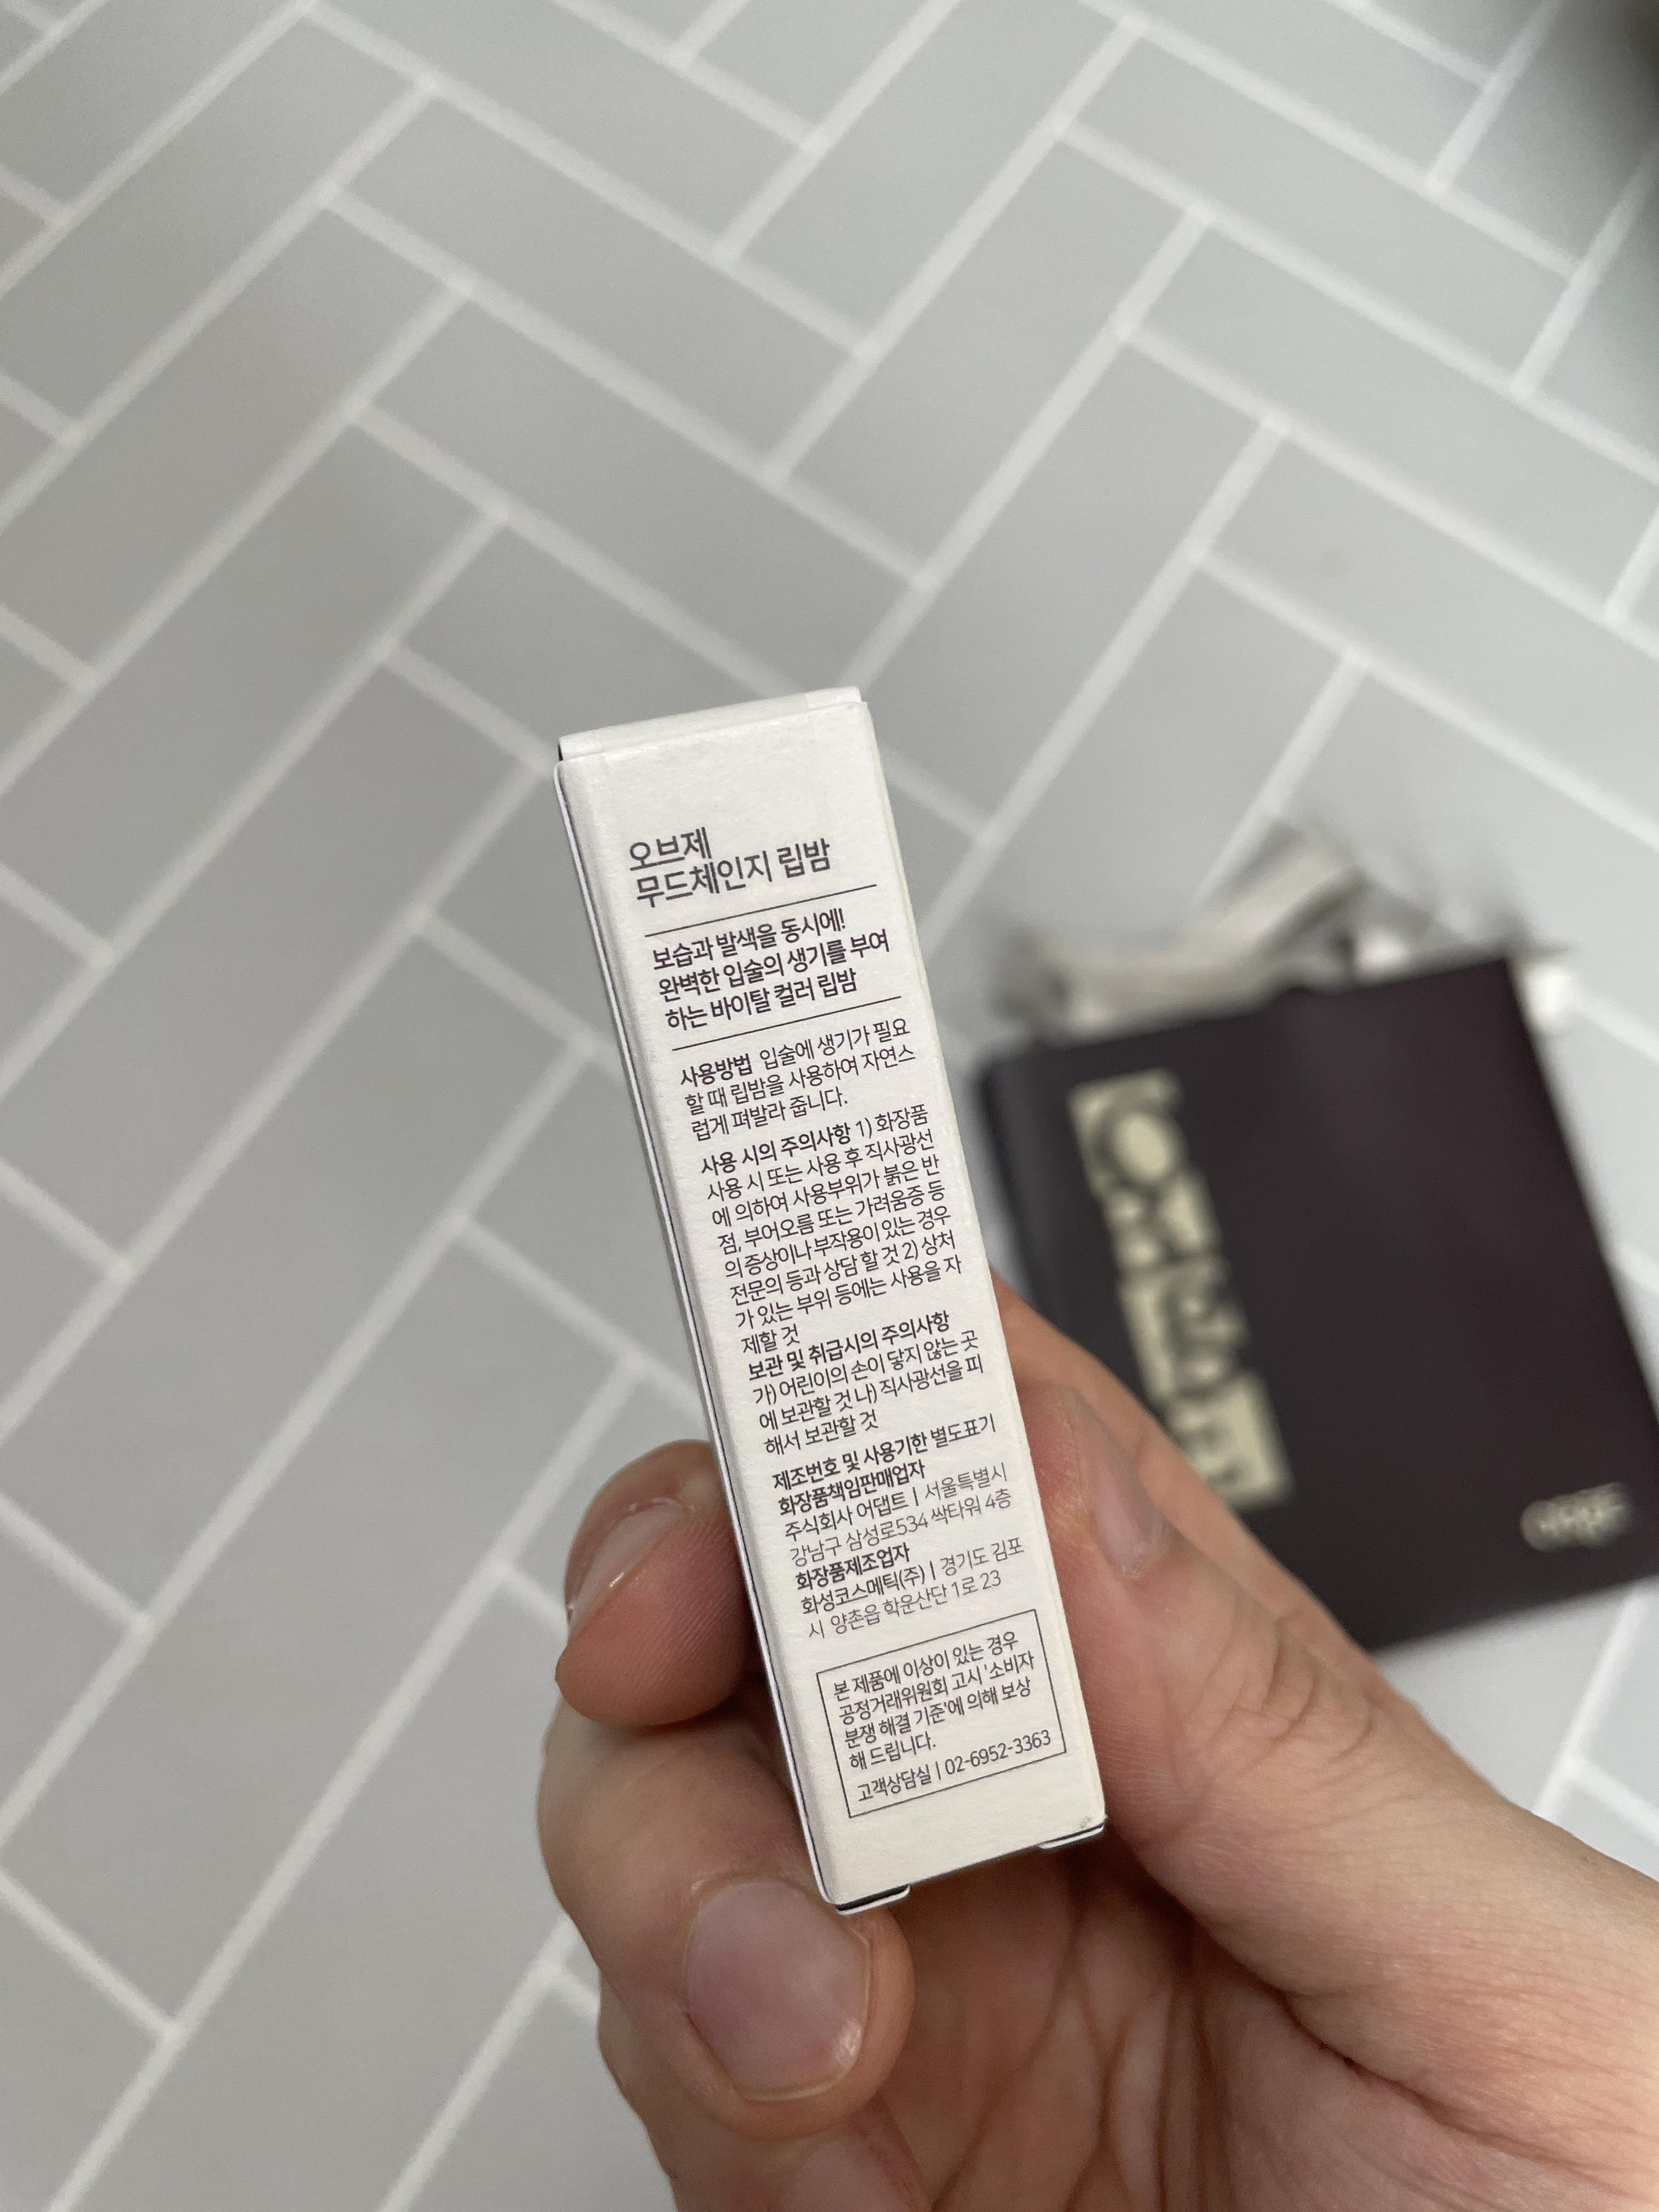 오브제
무드체인지 립밤
보습과 발색을 동시에!
완벽한 입술의 생기를 부여
하는 바이탈 컬러 립밤
사용방법 입술에 생기가 필요
할 때 립밤을 사용하여 자연스
럽게 펴발라 줍니다.
사용 시의 주의사항 1) 화장품
사용 시 또는 사용 후 직사광선
에 의하여 사용부위가 붉은 반
점, 부어오름 또는 가려움증 등
의 증상이나 부작용이 있는 경우
전문의 등과 상담 할 것 2) 상처
가 있는 부위 등에는 사용을 자
제할 것
보관 및 취급시의 주의사항
가) 어린이의 손이 닿지 않는 곳
에 보관할 것 나) 직사광선을 피
해서 보관할 것
제조번호 및 사용기한 별도표기
화장품책임판매업자
주식회사 어댑트 | 서울특별시
강남구 삼성로534 싹타워 4층
화장품제조업자
화성코스메틱(주) | 경기도 김포
시 양촌읍 학운산단 1로 23
본 제품에 이상이 있는 경우
공정거래위원회 고시 '소비자
분쟁 해결 기준'에 의해 보상
해 드립니다.
고객상담실 | 02-6952-3363